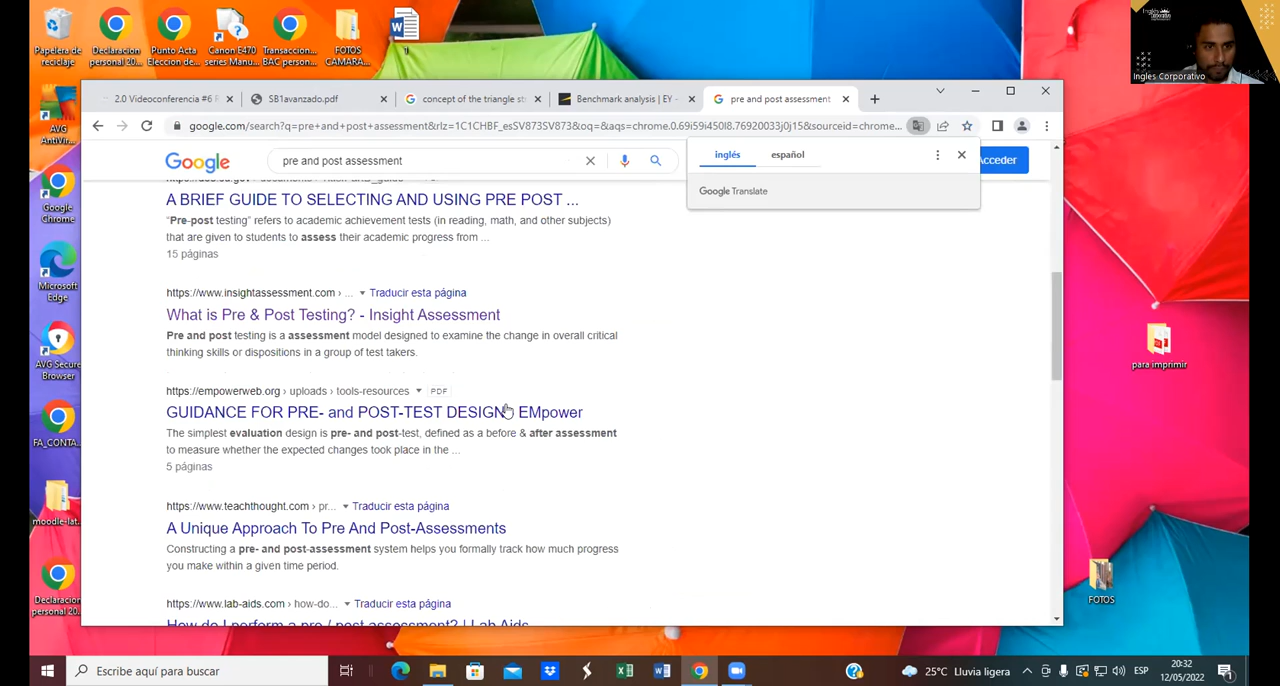 Papelera de
reciclaje
Declaracion
personal 20...
Punto Acta
Eleccion de...
Canon E470
series Manu...
Transaccion...
BAC person...
FOTOS
CAMARA...
1
Inglés
Corporativo
Ingles Corporativo
2.0 Videoconferencia #6
SB1avanzado.pdf
concept of the triangle st
Benchmark analysis | EY -
pre and post assessment
google.com/search?q=pre+and+post+assessment&rlz=1C1CHBF_esSV873SV873&oq=&aqs=chrome.0.69i59i450l8.76920033j0j15&sourceid=chrome...
Google
pre and post assessment
inglés
español
Acceder
Google Translate
A BRIEF GUIDE TO SELECTING AND USING PRE POST ...
“Pre-post testing” refers to academic achievement tests (in reading, math, and other subjects)
that are given to students to assess their academic progress from ...
15 páginas
https://www.insightassessment.com › ...
Traducir esta página
What is Pre & Post Testing? - Insight Assessment
Pre and post testing is a assessment model designed to examine the change in overall critical
thinking skills or dispositions in a group of test takers.
https://empowerweb.org › uploads › tools-resources
PDF
GUIDANCE FOR PRE- and POST-TEST DESIGN - EMpower
The simplest evaluation design is pre- and post-test, defined as a before & after assessment
to measure whether the expected changes took place in the ...
5 páginas
https://www.teachthought.com › pr...
Traducir esta página
A Unique Approach To Pre And Post-Assessments
Constructing a pre- and post-assessment system helps you formally track how much progress
you make within a given time period.
https://www.lab-aids.com › how-do...
Traducir esta página
How do I perform a pre / post assessment? | Lab Aids
AVG
AntiVir...
Google
Chrome
Microsoft
Edge
AVG Secure
Browser
FA_CONTA...
moodle-lat...
Declaracion
personal 20...
para imprimir
FOTOS
Escribe aquí para buscar
25°C Lluvia ligera
ESP
20:32
12/05/2022
1